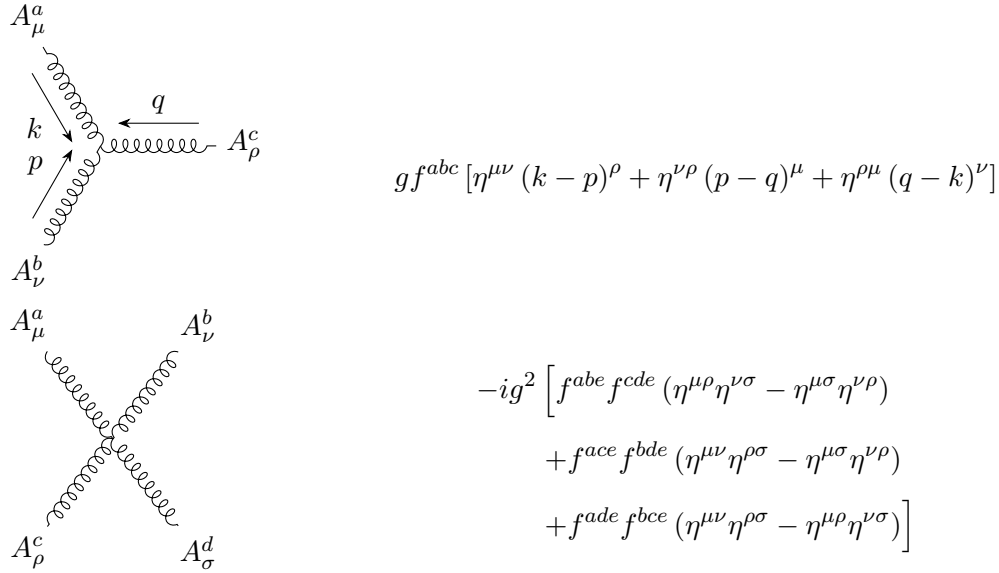 A^a_μ
k
p
q
A^c_ρ
gf^{abc} [η^{μν} (k − p)^ρ + η^{νρ} (p − q)^μ + η^{ρμ} (q − k)^ν]
A^b_ν
A^a_μ A^b_ν
−ig^2 [f^{abe} f^{cde} (η^{μρ}η^{νσ} − η^{μσ}η^{νρ})
+f^{ace} f^{bde} (η^{μν}η^{ρσ} − η^{μσ}η^{νρ})
+f^{ade} f^{bce} (η^{μν}η^{ρσ} − η^{μρ}η^{νσ})]
A^c_ρ A^d_σ